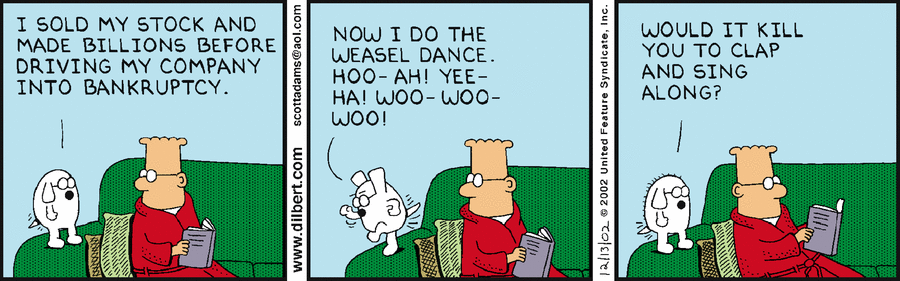 I SOLD MY STOCK AND
MADE BILLIONS BEFORE
DRIVING MY COMPANY
INTO BANKRUPTCY.
www.dilbert.com
scottadams@aol.com
NOW I DO THE
WEASEL DANCE.
HOO-AH! YEE-
HA! WOO-WOO-
WOO!
12/13/02 © 2002 United Feature Syndicate, Inc.
WOULD IT KILL
YOU TO CLAP
AND SING
ALONG?